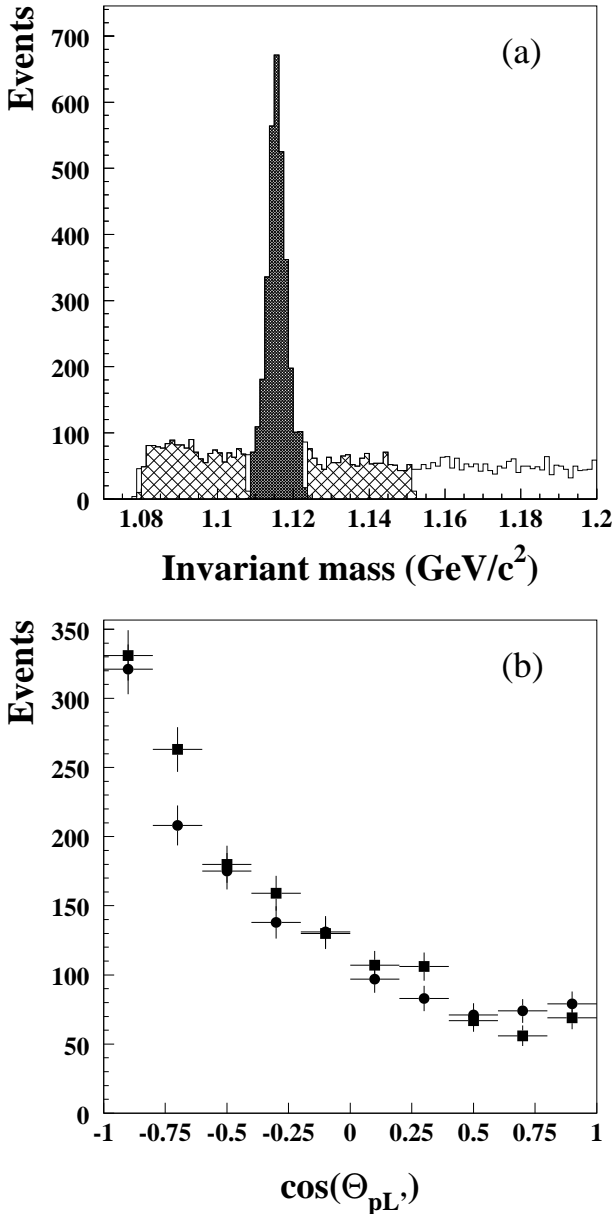 Events
(a)
700
600
500
400
300
200
100
0
1.08 1.1 1.12 1.14 1.16 1.18 1.2
Invariant mass (GeV/c²)
Events
(b)
350
300
250
200
150
100
50
0
-1 -0.75 -0.5 -0.25 0 0.25 0.5 0.75 1
cos(Θ_pL')